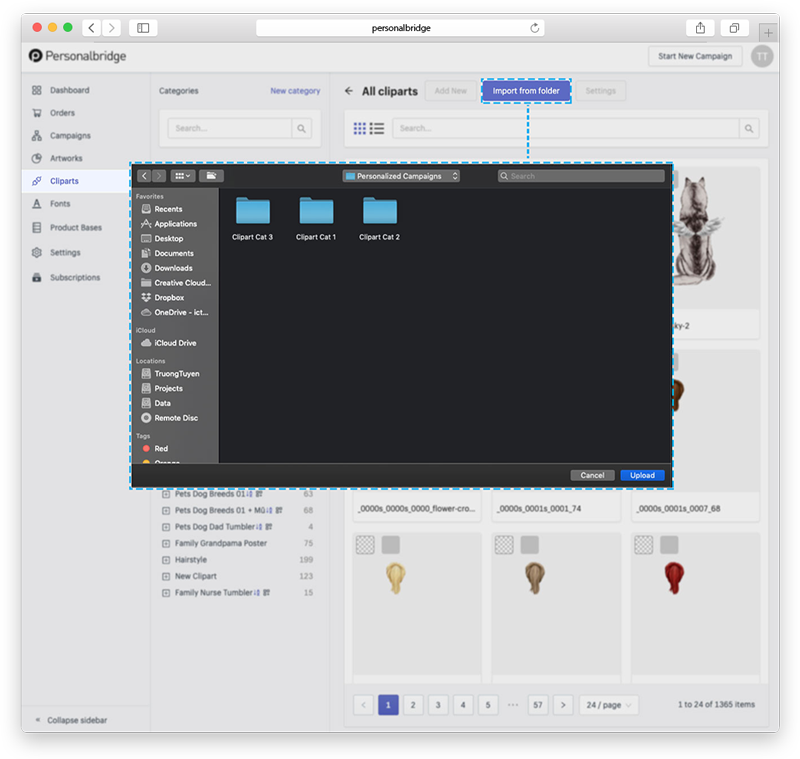 personalbridge
Personalbridge
Start New Campaign
TT
Dashboard
Orders
Campaigns
Artworks
Cliparts
Fonts
Product Bases
Settings
Subscriptions
Collapse sidebar
Categories
New category
Search...
All cliparts
Add New
Import from folder
Settings
Search...
Personalized Campaigns
Search
Favorites
Recents
Applications
Desktop
Documents
Downloads
Creative Cloud...
Dropbox
OneDrive - ict...
iCloud
iCloud Drive
Locations
TruongTuyen
Projects
Data
Remote Disc
Tags
Red
Orange
Clipart Cat 3
Clipart Cat 1
Clipart Cat 2
Cancel
Upload
ky-2
Pets Dog Breeds 01 63
Pets Dog Breeds 01 + Mũ 68
Pets Dog Dad Tumbler 4
Family Grandpama Poster 75
Hairstyle 199
New Clipart 123
Family Nurse Tumbler 15
_0000s_0000s_0000_flower-cro...
_0000s_0001s_0001_74
_0000s_0001s_0007_68
1
2
3
4
5
57
24 / page
1 to 24 of 1365 items